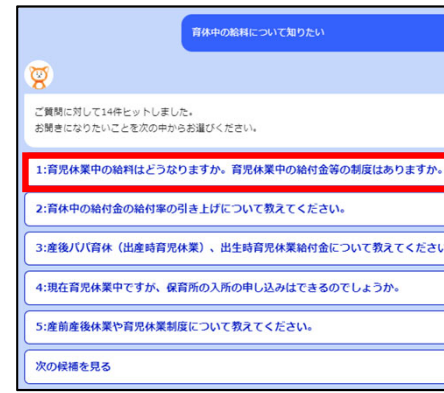 育休中の給料について知りたい
ご質問に対して14件ヒットしました。
お聞きになりたいことを次の中からお選びください。
1:育児休業中の給料はどうなりますか。育児休業中の給付金等の制度はありますか。
2:育休中の給付金の給付率の引き上げについて教えてください。
3:産後パパ育休（出産時育児休業）、出生時育児休業給付金について教えてくださ
4:現在育児休業中ですが、保育所の入所の申し込みはできるのでしょうか。
5:産前産後休業や育児休業制度について教えてください。
次の候補を見る